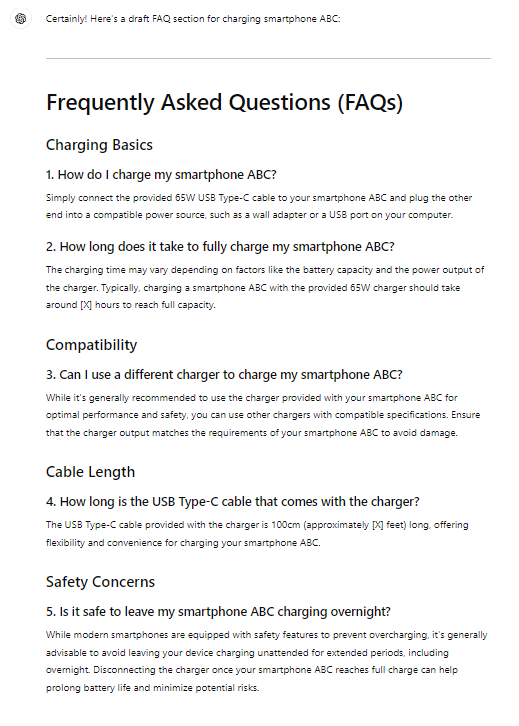 Certainly! Here's a draft FAQ section for charging smartphone ABC:
Frequently Asked Questions (FAQs)
Charging Basics
1. How do I charge my smartphone ABC?
Simply connect the provided 65W USB Type-C cable to your smartphone ABC and plug the other
end into a compatible power source, such as a wall adapter or a USB port on your computer.
2. How long does it take to fully charge my smartphone ABC?
The charging time may vary depending on factors like the battery capacity and the power output of
the charger. Typically, charging a smartphone ABC with the provided 65W charger should take
around [X] hours to reach full capacity.
Compatibility
3. Can I use a different charger to charge my smartphone ABC?
While it's generally recommended to use the charger provided with your smartphone ABC for
optimal performance and safety, you can use other chargers with compatible specifications. Ensure
that the charger output matches the requirements of your smartphone ABC to avoid damage.
Cable Length
4. How long is the USB Type-C cable that comes with the charger?
The USB Type-C cable provided with the charger is 100cm (approximately [X] feet) long, offering
flexibility and convenience for charging your smartphone ABC.
Safety Concerns
5. Is it safe to leave my smartphone ABC charging overnight?
While modern smartphones are equipped with safety features to prevent overcharging, it's generally
advisable to avoid leaving your device charging unattended for extended periods, including
overnight. Disconnecting the charger once your smartphone ABC reaches full charge can help
prolong battery life and minimize potential risks.